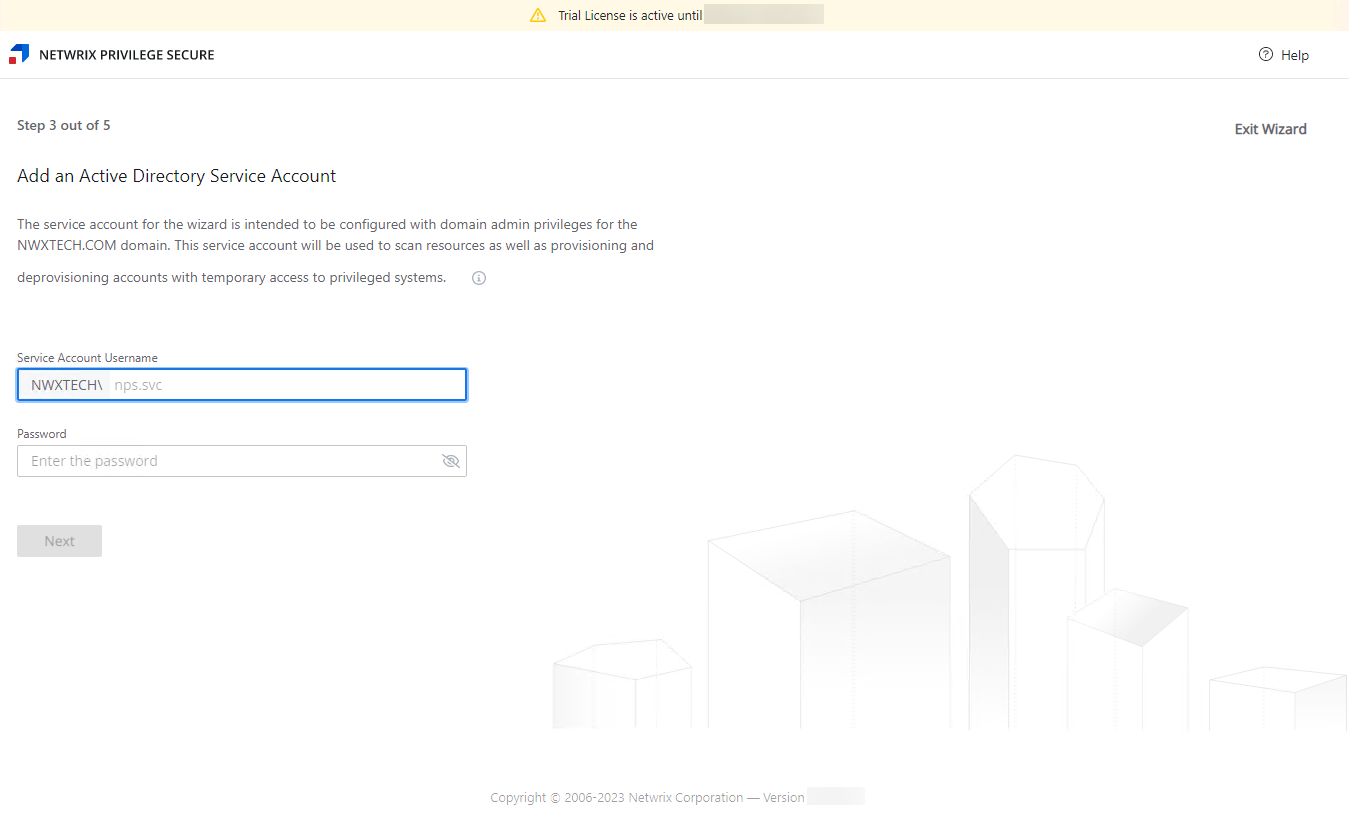 Trial License is active until
NETWRIX PRIVILEGE SECURE
Help
Step 3 out of 5
Exit Wizard
Add an Active Directory Service Account
The service account for the wizard is intended to be configured with domain admin privileges for the
NWXTECH.COM domain. This service account will be used to scan resources as well as provisioning and
deprovisioning accounts with temporary access to privileged systems.
Service Account Username
NWXTECH\ nps.svc
Password
Enter the password
Next
Copyright © 2006-2023 Netwrix Corporation — Version